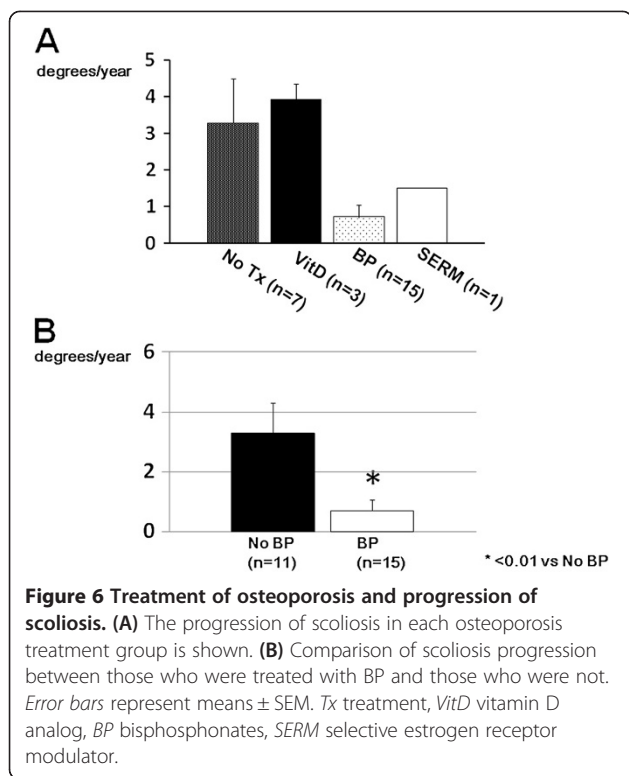 A
degrees/year
5
4
3
2
1
0
No Tx (n=7)
VitD (n=3)
BP (n=15)
SERM (n=1)
B
degrees/year
6
4
2
0
*
No BP
(n=11)
BP
(n=15)
* <0.01 vs No BP
Figure 6 Treatment of osteoporosis and progression of
scoliosis. (A) The progression of scoliosis in each osteoporosis
treatment group is shown. (B) Comparison of scoliosis progression
between those who were treated with BP and those who were not.
Error bars represent means ± SEM. Tx treatment, VitD vitamin D
analog, BP bisphosphonates, SERM selective estrogen receptor
modulator.